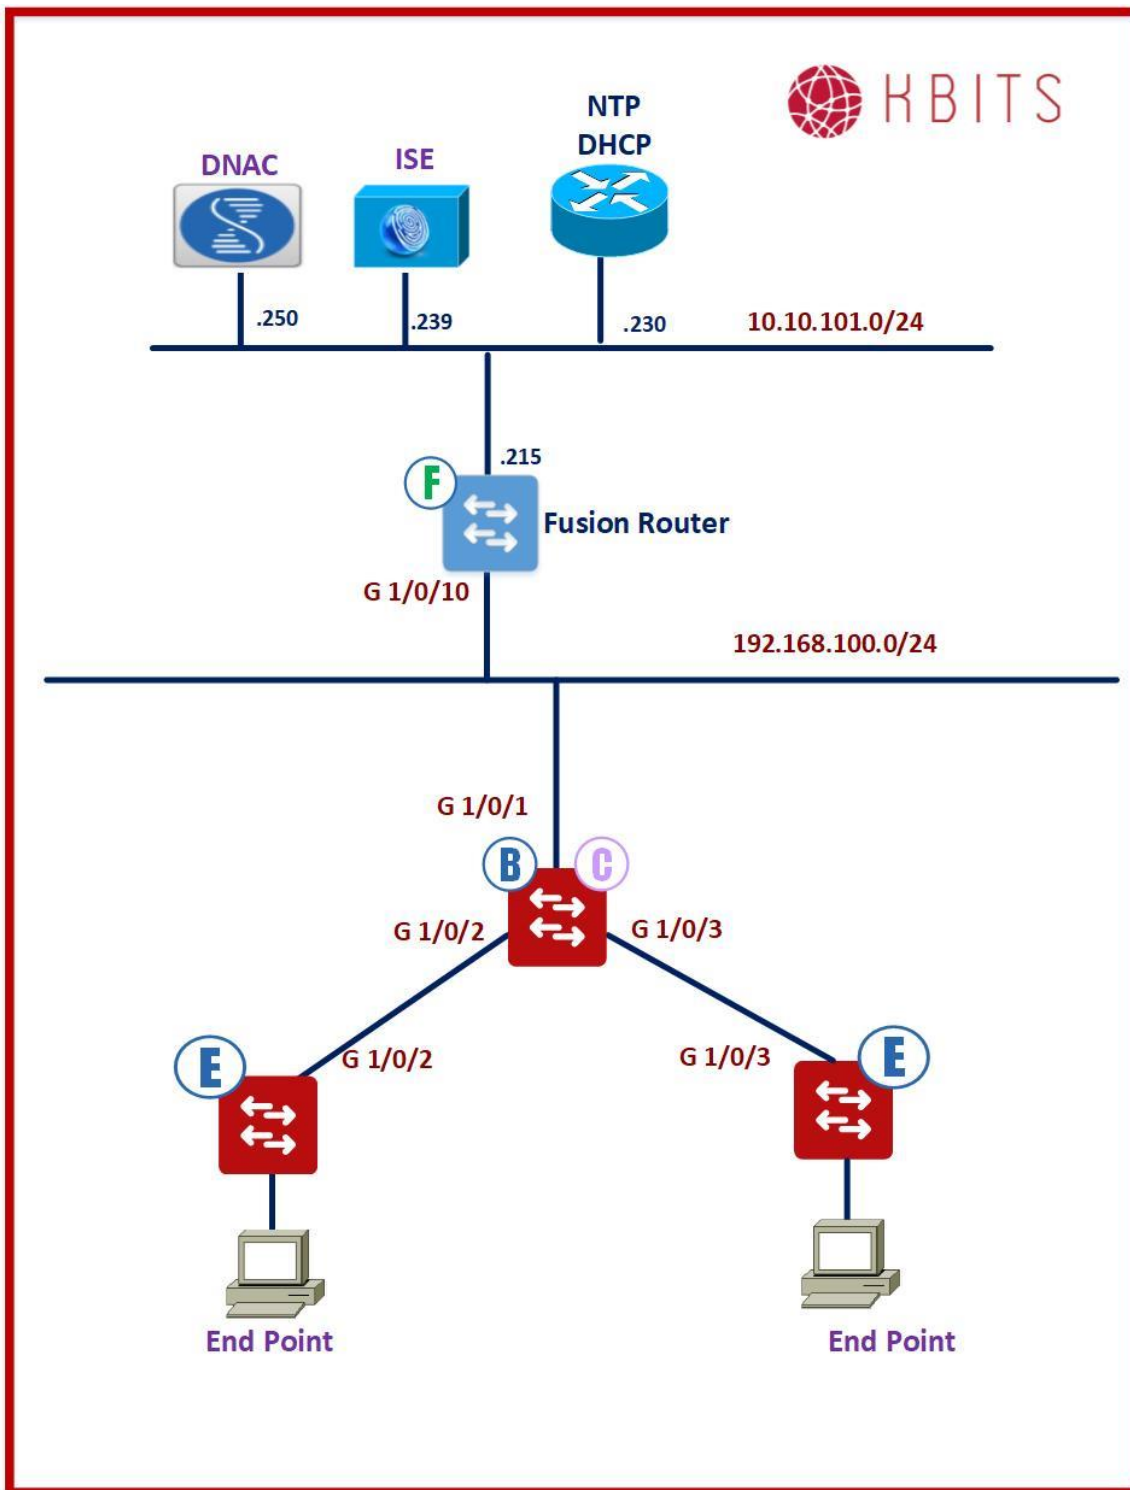 KBITS
NTP
DHCP
DNAC
ISE
.250
.239
.230
10.10.101.0/24
.215
F
Fusion Router
G 1/0/10
192.168.100.0/24
G 1/0/1
B
C
G 1/0/2
G 1/0/3
E
G 1/0/2
G 1/0/3
E
End Point
End Point